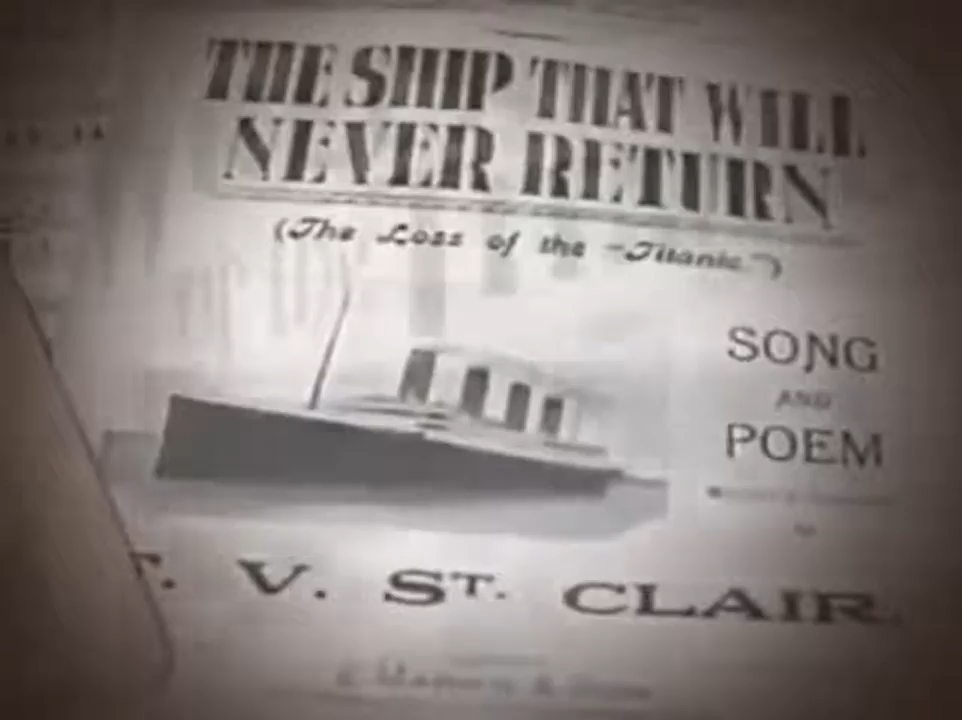 THE SHIP THAT WILL
NEVER RETURN
(The Loss of the "Titanic.")
SONG
AND
POEM
V. ST. CLAIR.